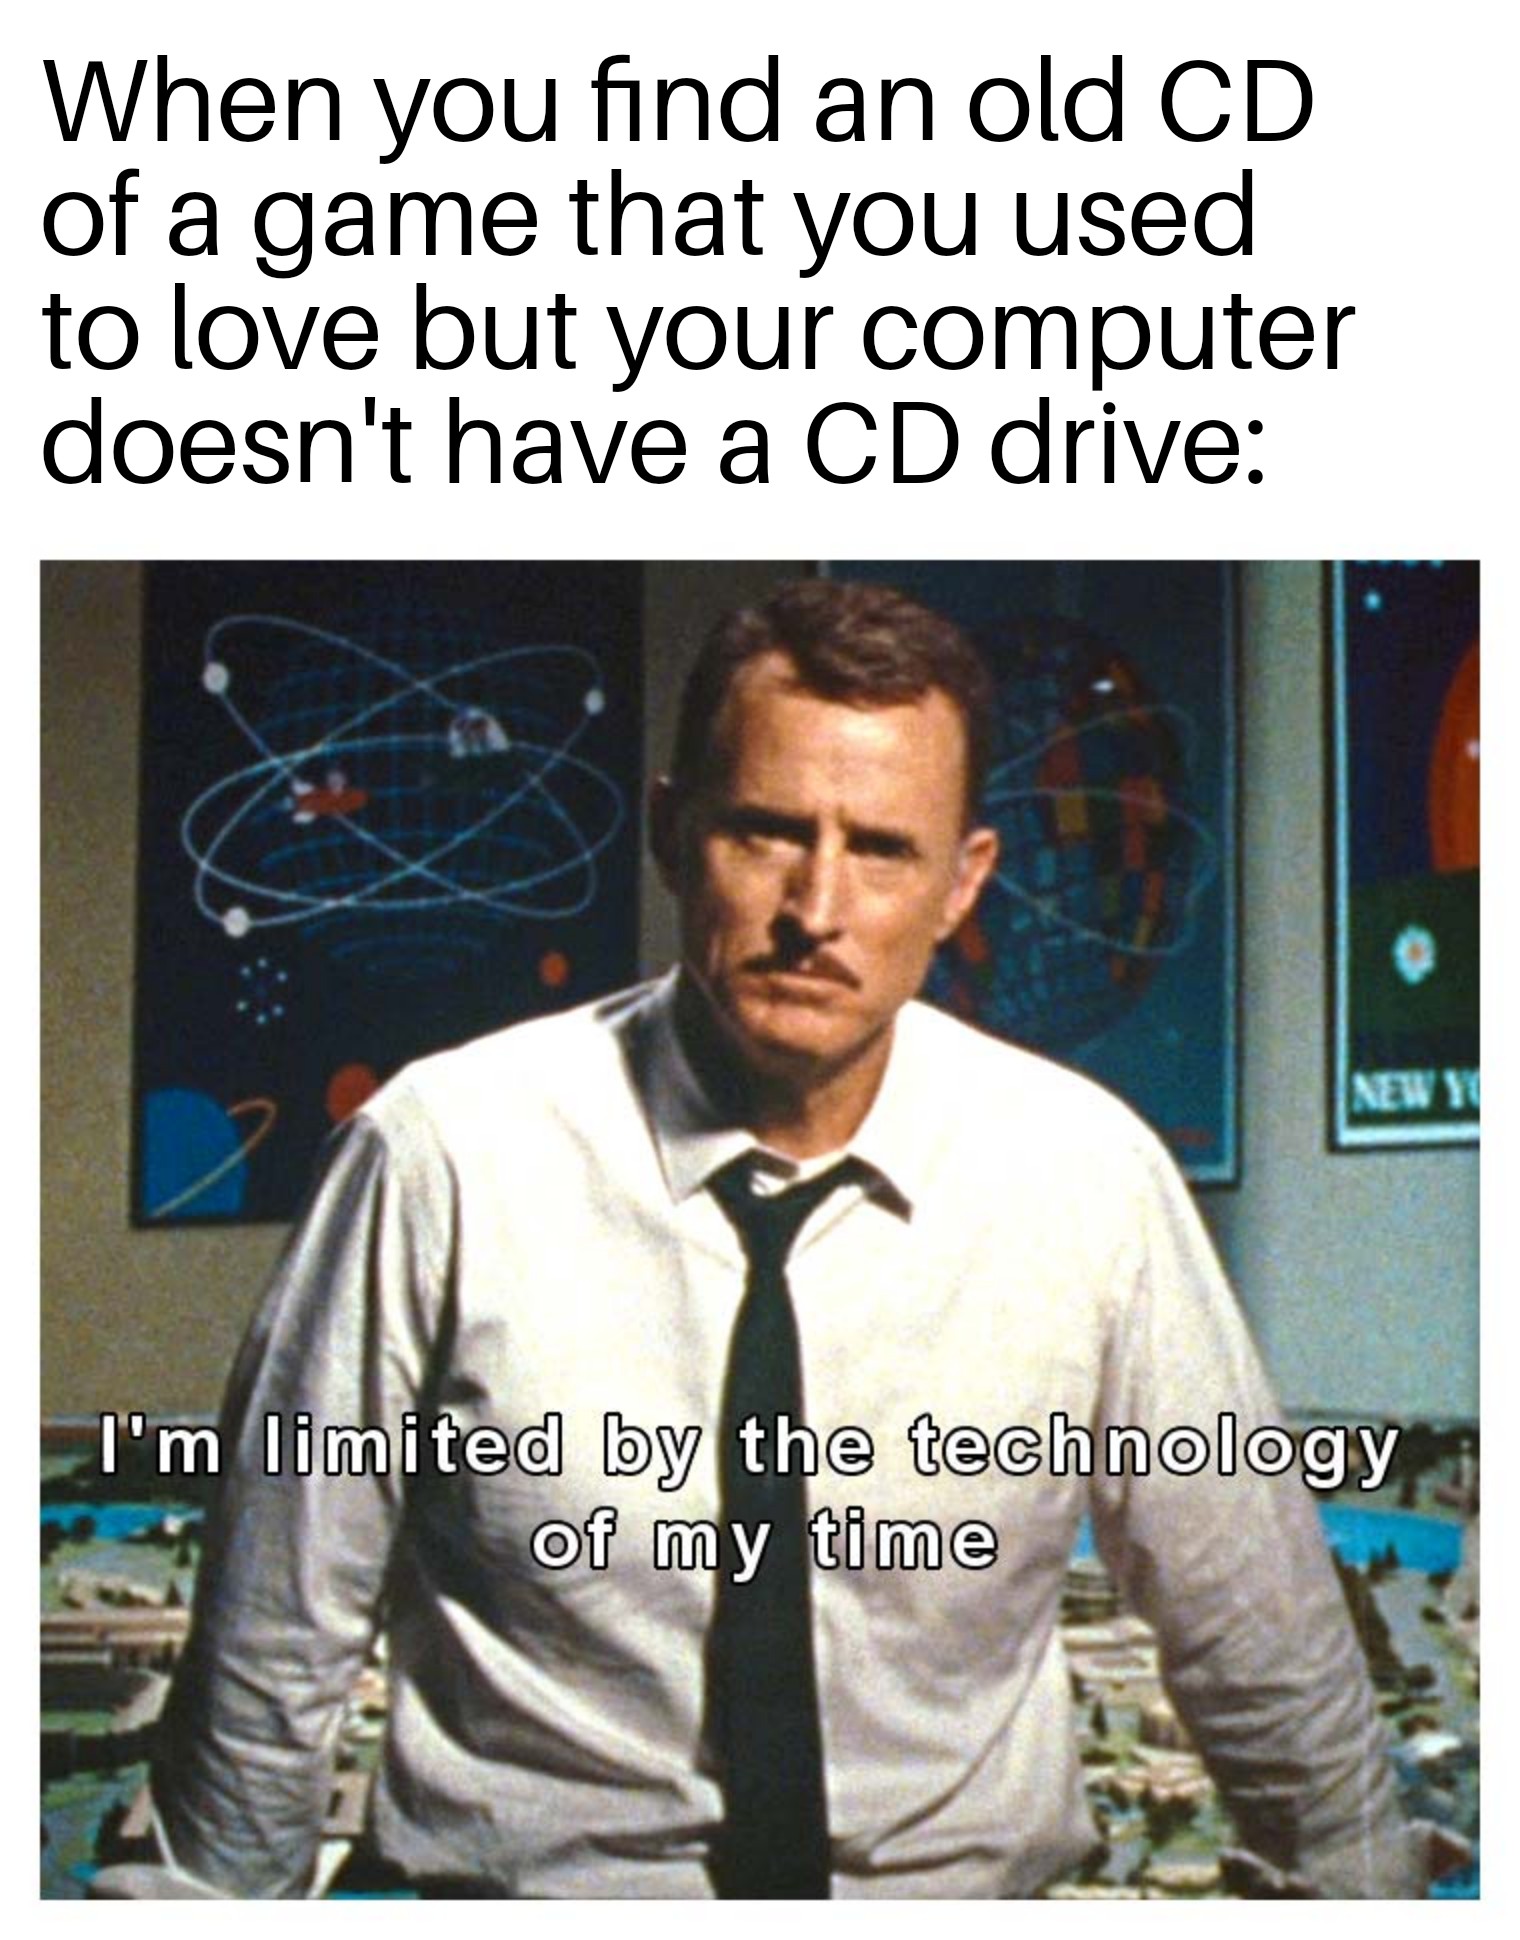 When you find an old CD
of a game that you used
to love but your computer
doesn't have a CD drive:
NEW
I'm limited by the technology
of my time